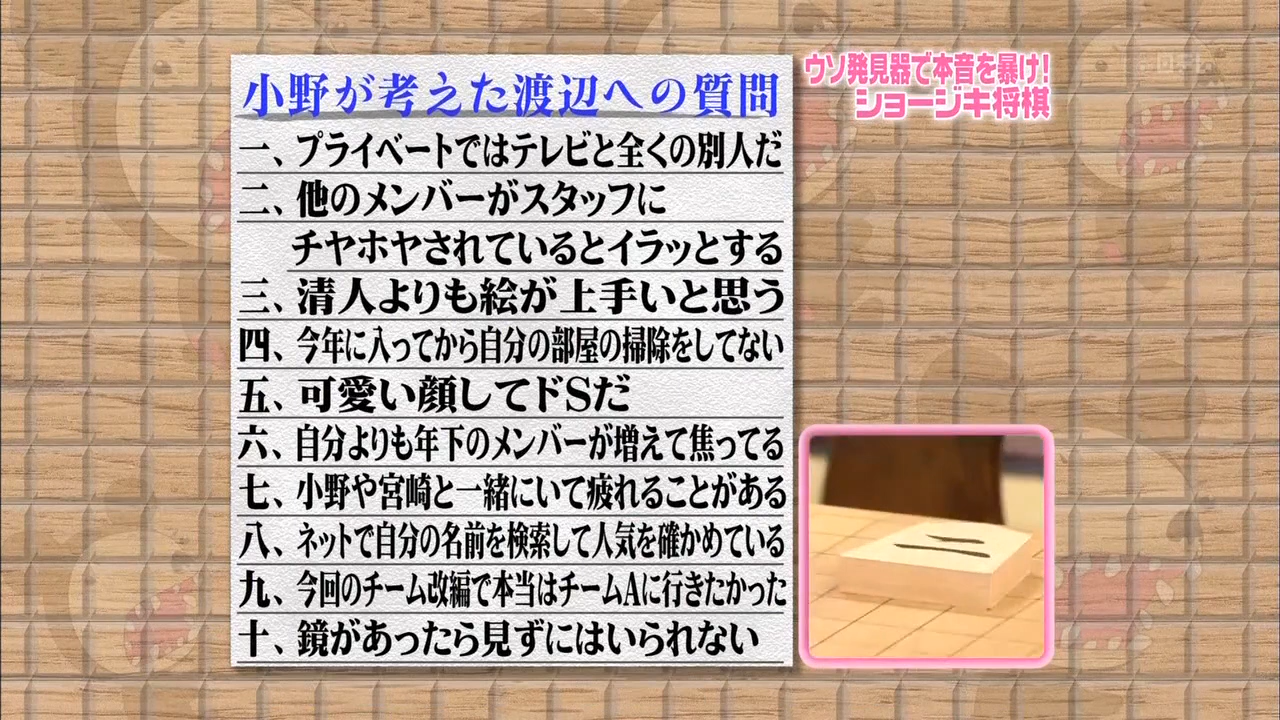 小野が考えた渡辺への質問
一、プライベートではテレビと全くの別人だ
二、他のメンバーがスタッフに
チヤホヤされているとイラッとする
三、清人よりも絵が上手いと思う
四、今年に入ってから自分の部屋の掃除をしてない
五、可愛い顔してドSだ
六、自分よりも年下のメンバーが増えて焦ってる
七、小野や宮崎と一緒にいて疲れることがある
八、ネットで自分の名前を検索して人気を確かめている
九、今回のチーム改編で本当はチームAに行きたかった
十、鏡があったら見ずにはいられない
ウソ発見器で本音を暴け!
ショージキ将棋
二